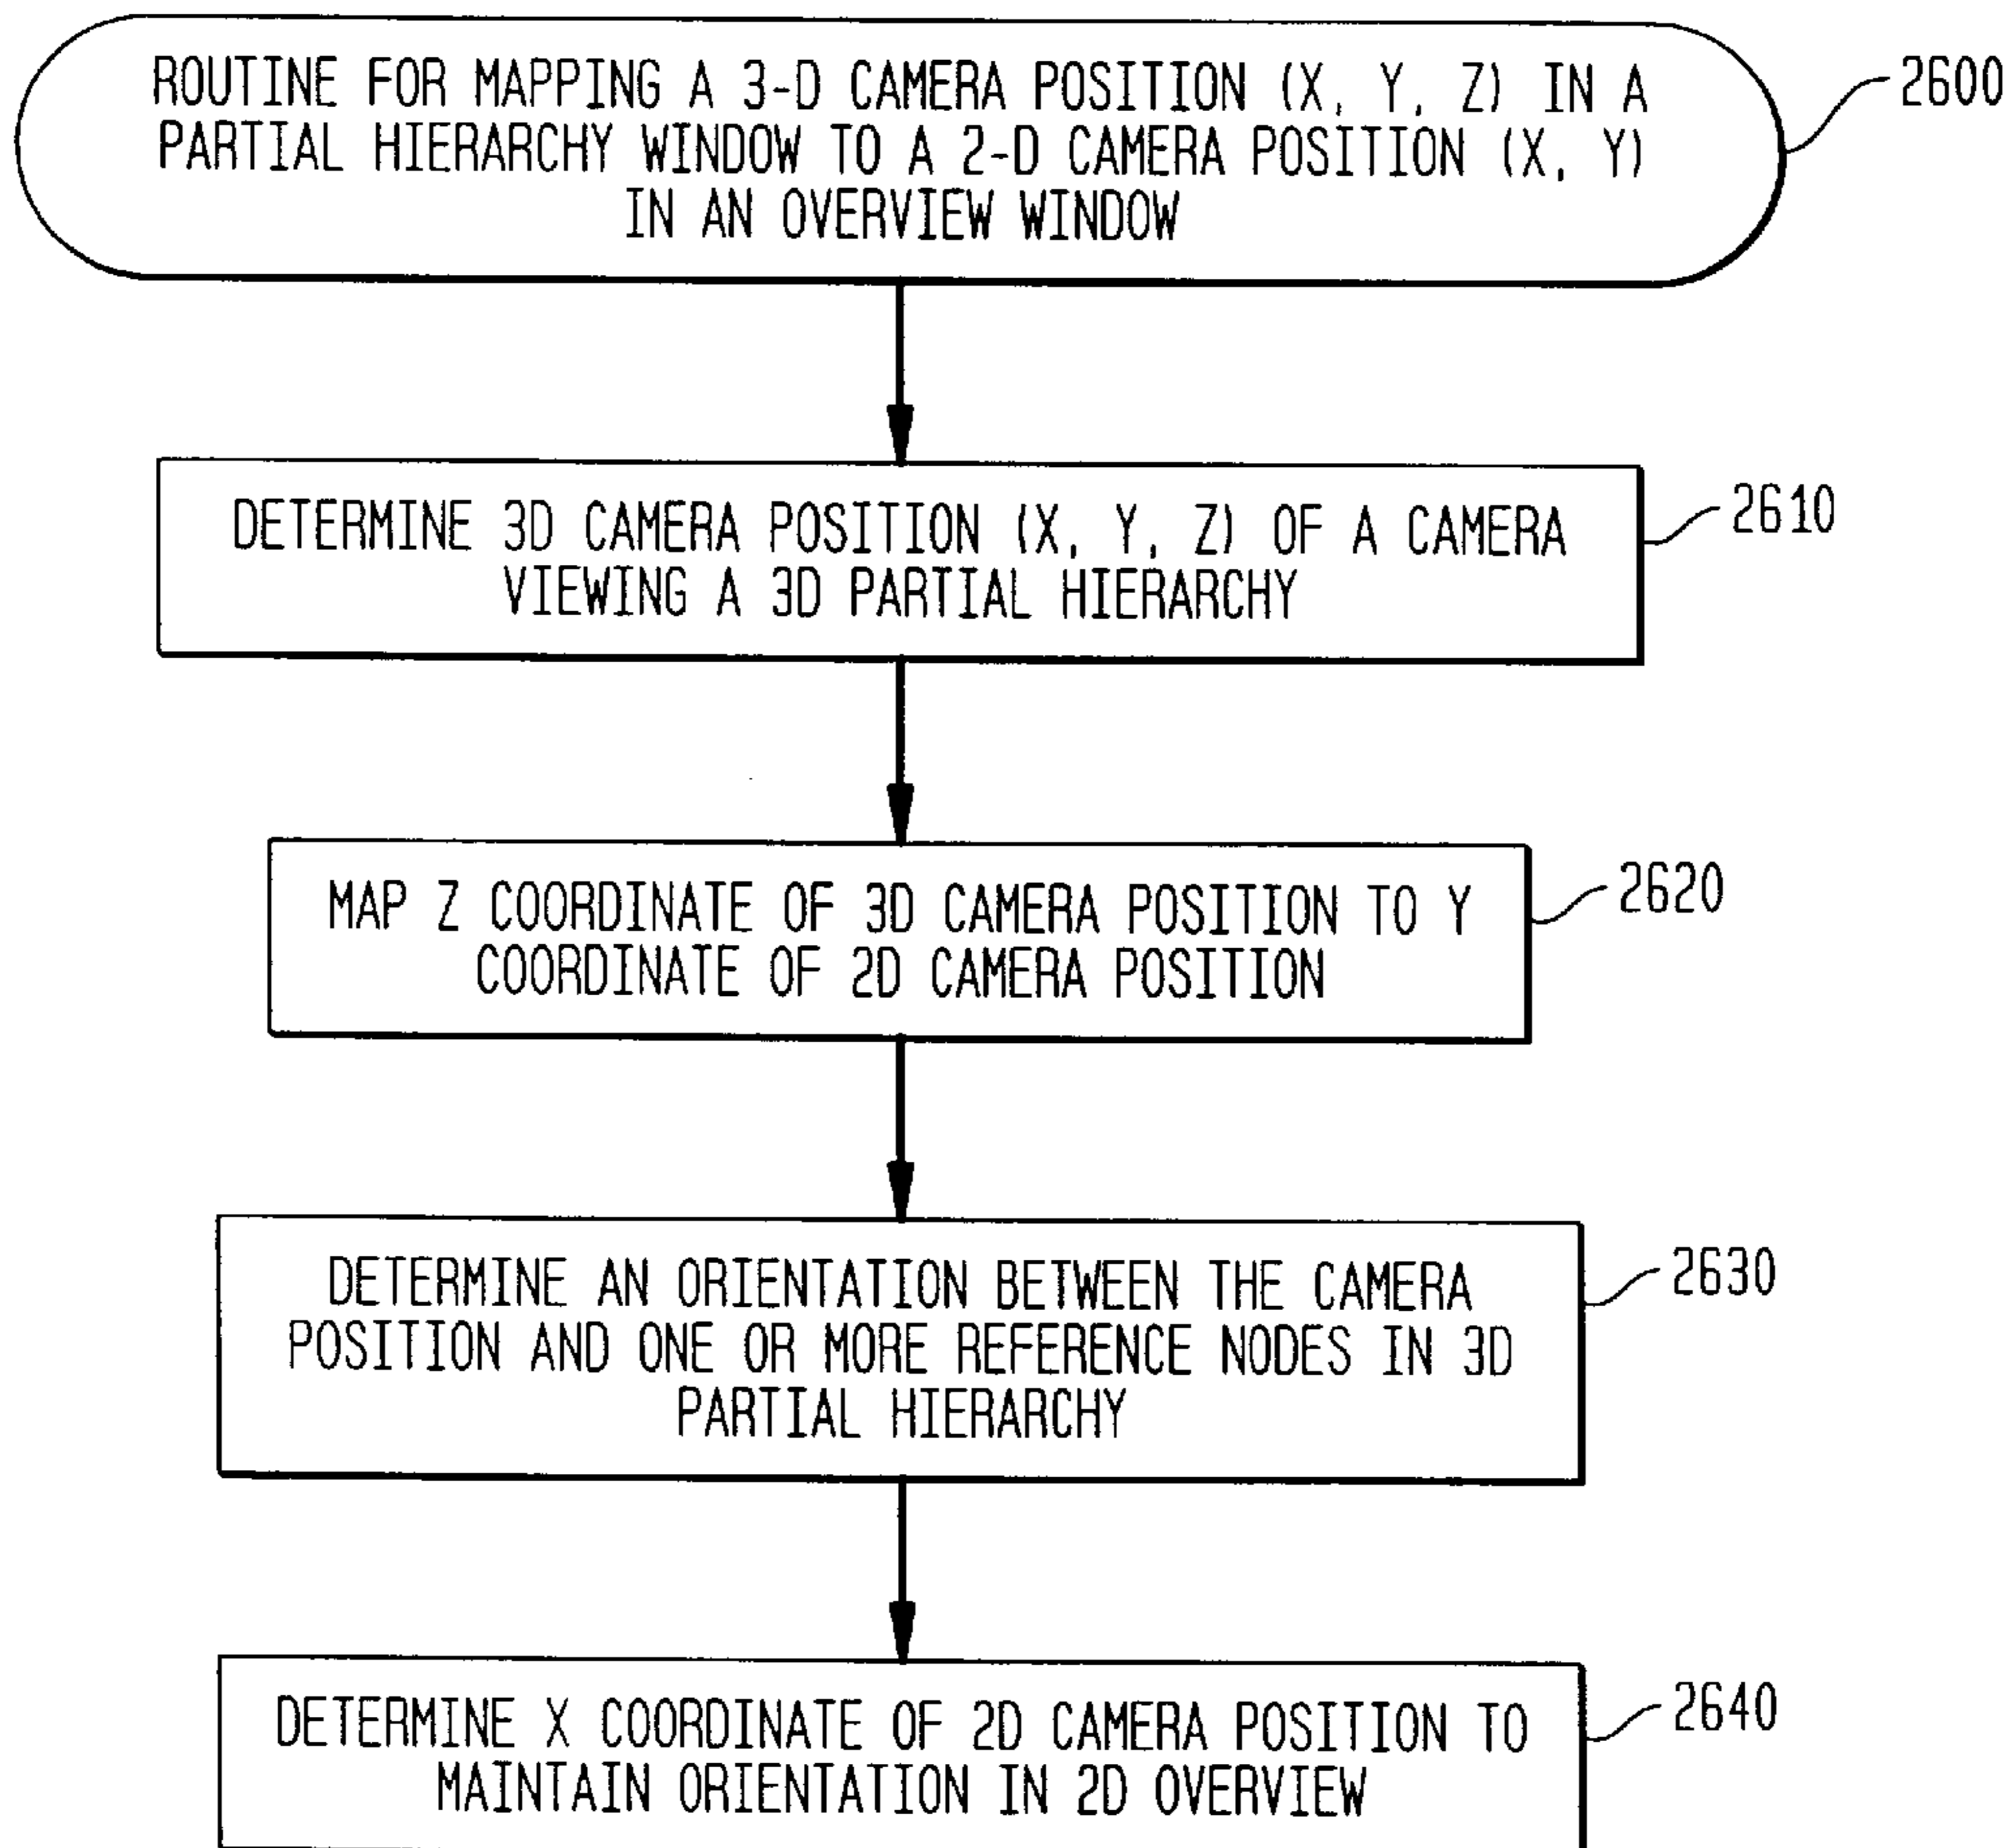 ROUTINE FOR MAPPING A 3-D CAMERA POSITION (X, Y, Z) IN A
PARTIAL HIERARCHY WINDOW TO A 2-D CAMERA POSITION (X, Y)
IN AN OVERVIEW WINDOW
2600
DETERMINE 3D CAMERA POSITION (X, Y, Z) OF A CAMERA
VIEWING A 3D PARTIAL HIERARCHY
2610
MAP Z COORDINATE OF 3D CAMERA POSITION TO Y
COORDINATE OF 2D CAMERA POSITION
2620
DETERMINE AN ORIENTATION BETWEEN THE CAMERA
POSITION AND ONE OR MORE REFERENCE NODES IN 3D
PARTIAL HIERARCHY
2630
DETERMINE X COORDINATE OF 2D CAMERA POSITION TO
MAINTAIN ORIENTATION IN 2D OVERVIEW
2640